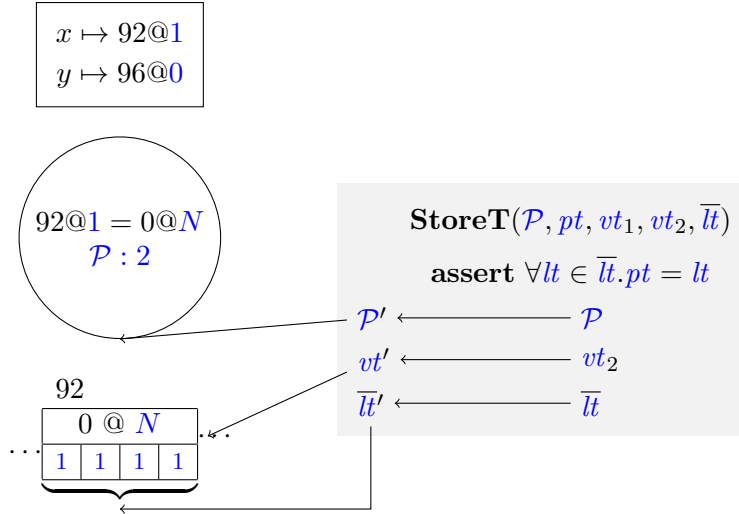 x ↦ 92@1
y ↦ 96@0
92@1 = 0@N
𝒫 : 2
StoreT(𝒫, pt, vt₁, vt₂, l̅t̅)
assert ∀lt ∈ l̅t̅.pt = lt
𝒫′ 𝒫
vt′ vt₂
l̅t̅′ l̅t̅
92
0 @ N ...
... 1 1 1 1